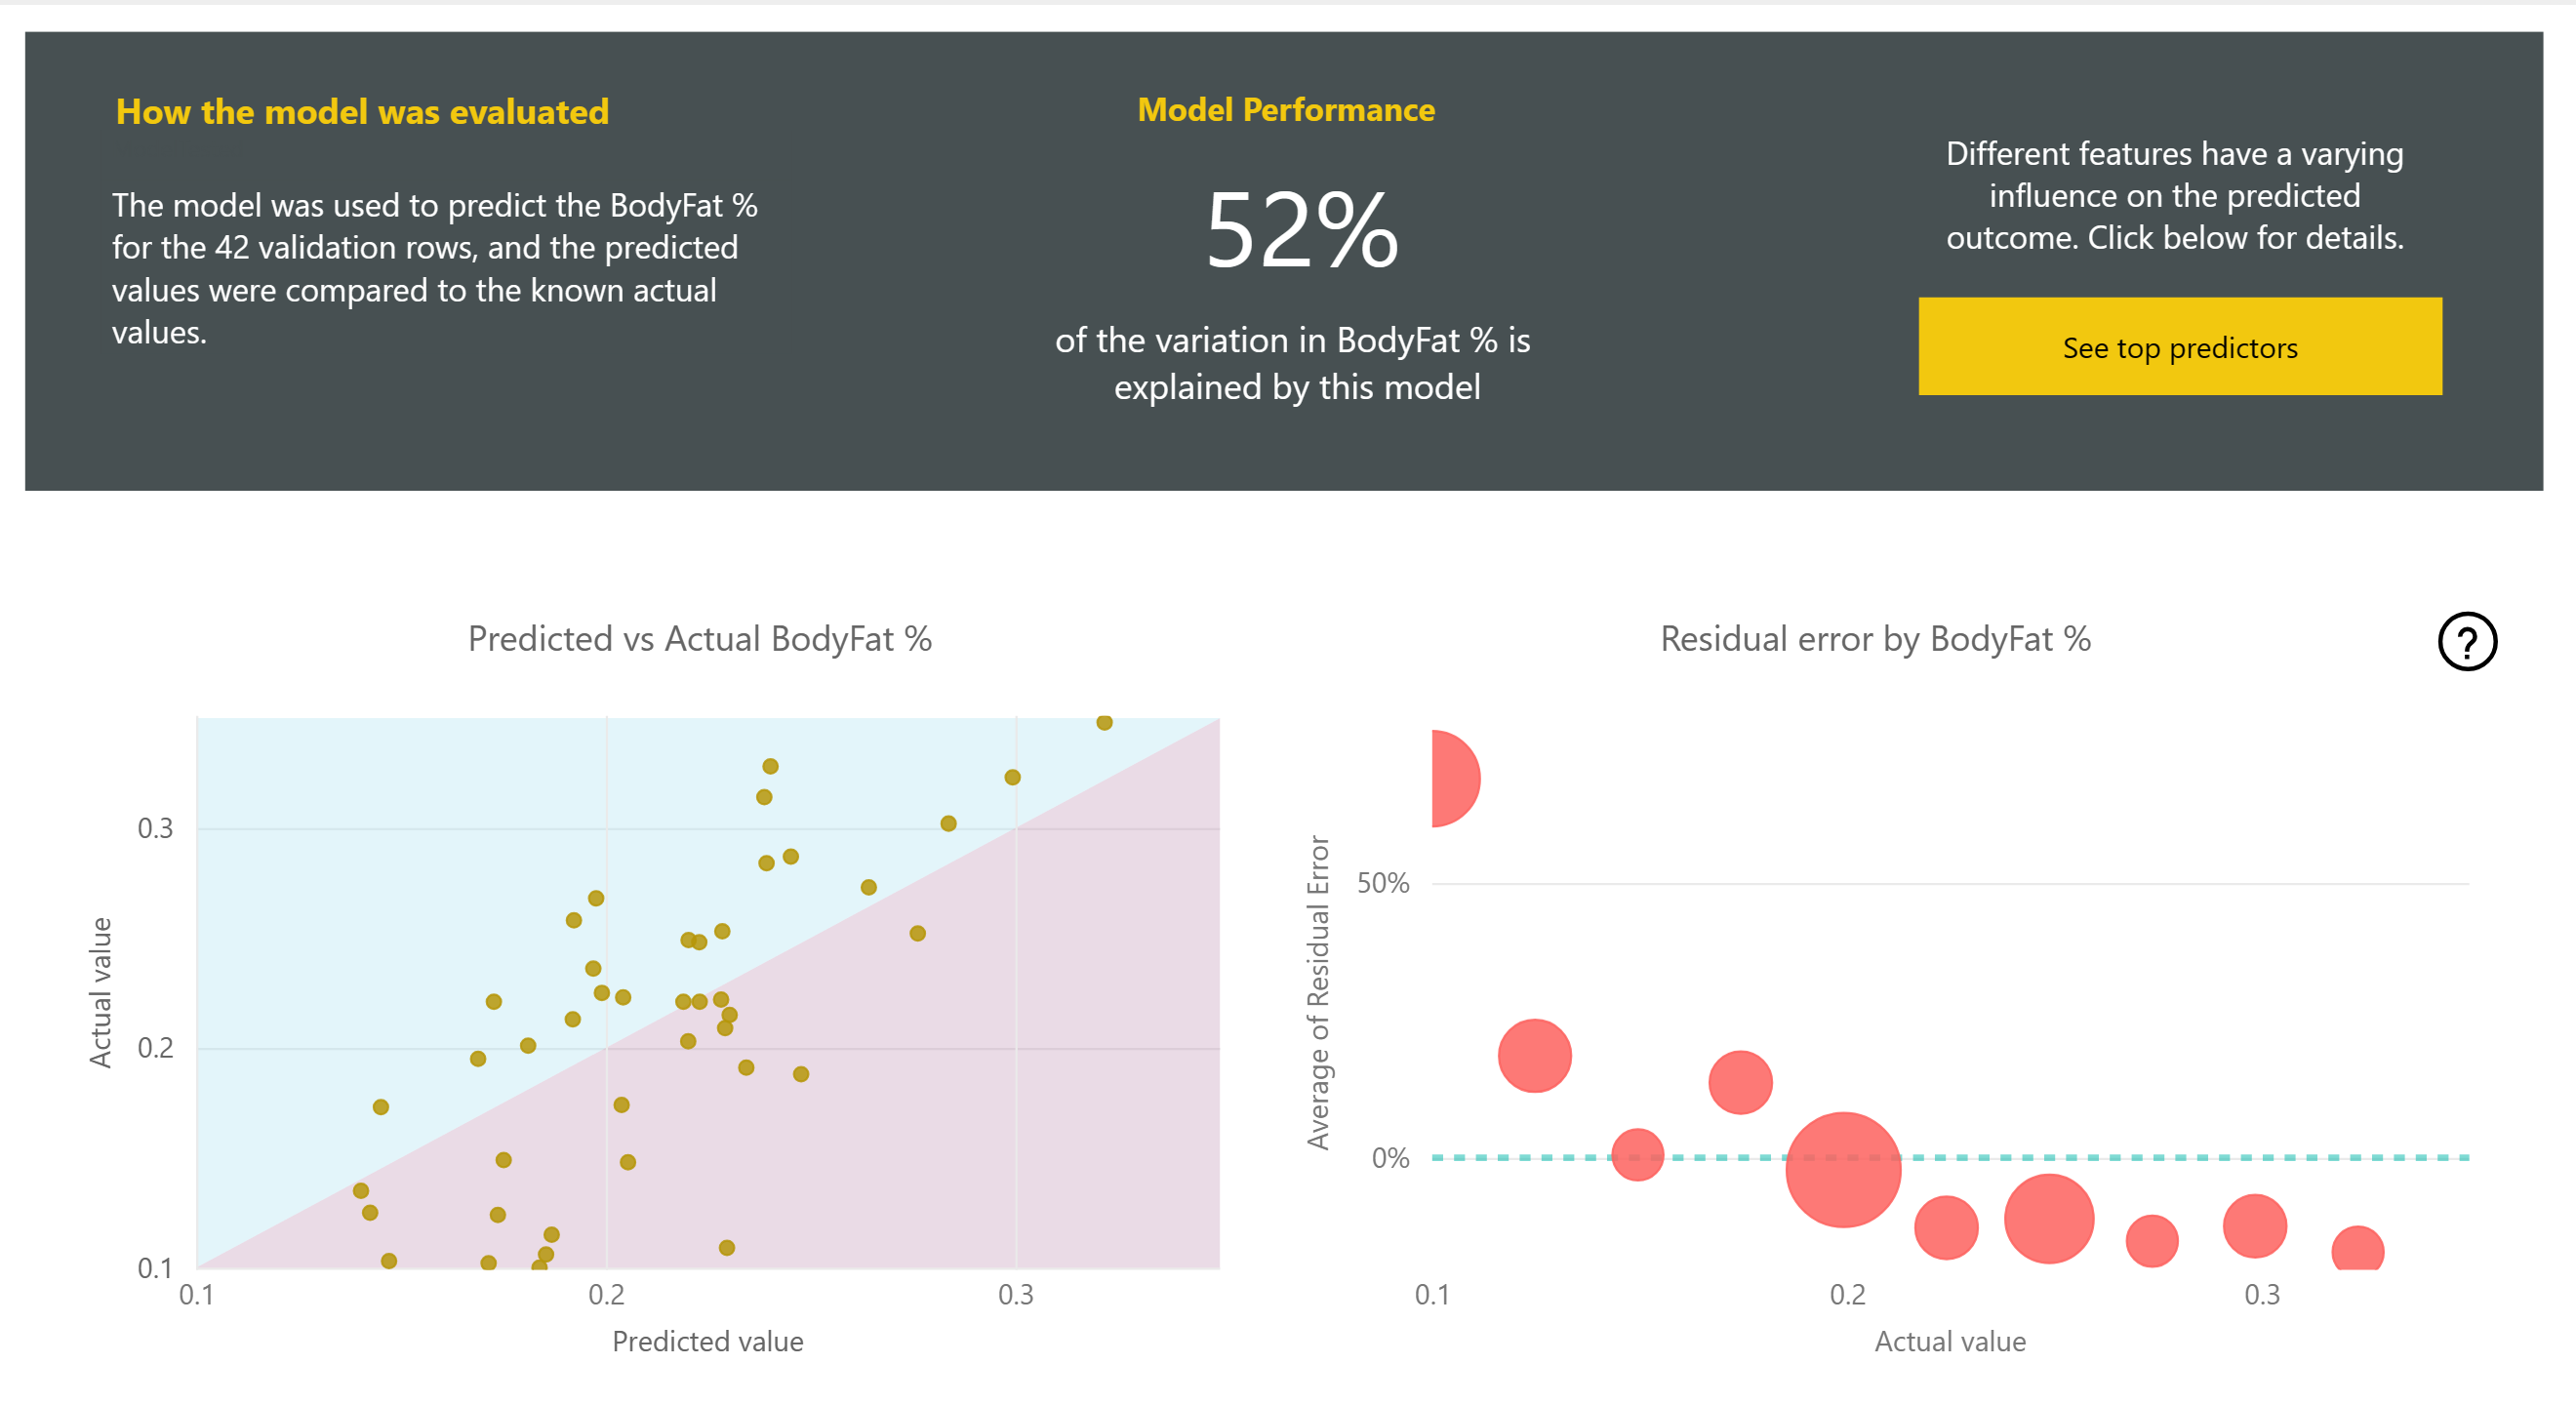 How the model was evaluated
The model was used to predict the BodyFat %
for the 42 validation rows, and the predicted
values were compared to the known actual
values.
Model Performance
52%
of the variation in BodyFat % is
explained by this model
Different features have a varying
influence on the predicted
outcome. Click below for details.
See top predictors
Predicted vs Actual BodyFat %
Actual value
0.3
0.2
0.1
0.1
0.2
0.3
Predicted value
Residual error by BodyFat %
?
Average of Residual Error
50%
0%
0.1
0.2
0.3
Actual value